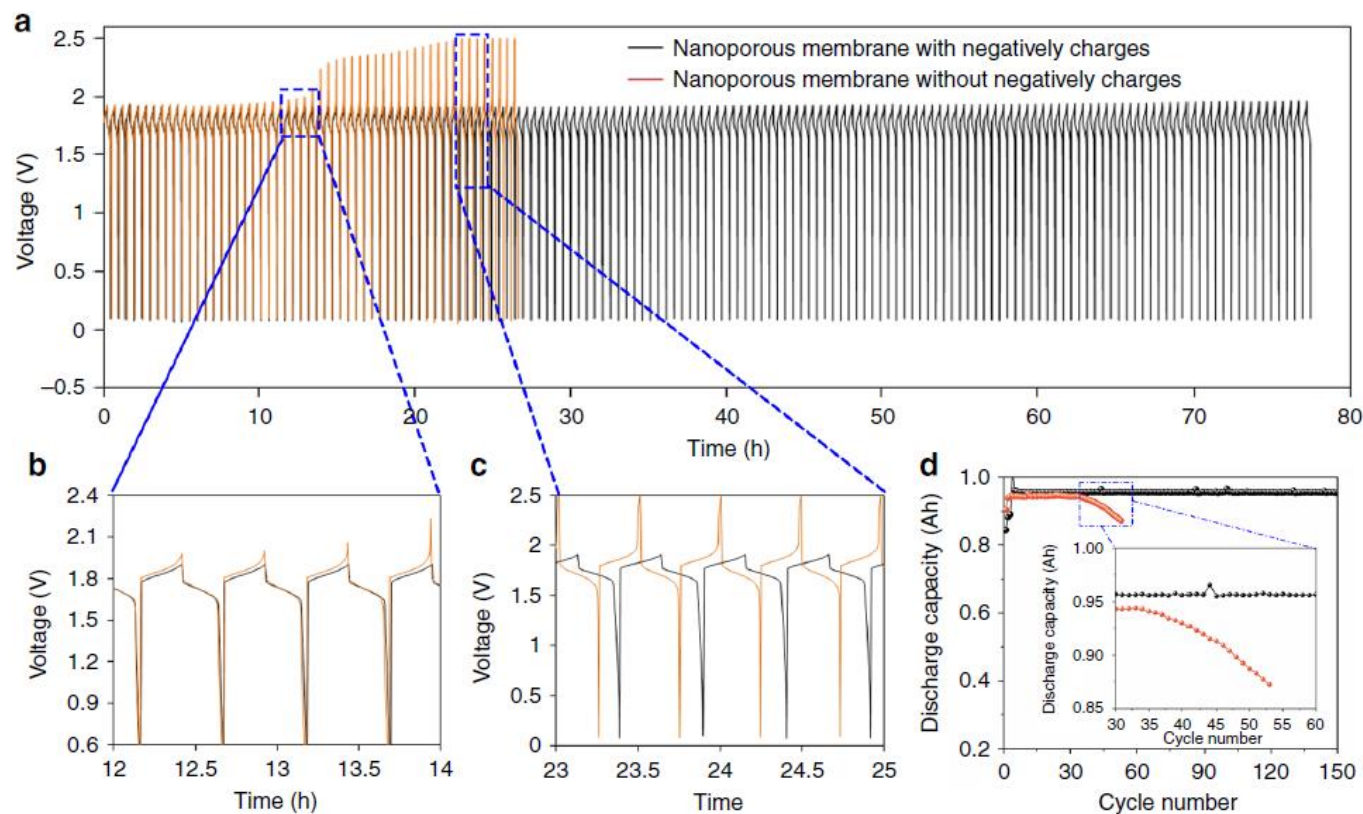 a
2.5
2
1.5
1
0.5
0
–0.5
Voltage (V)
Nanoporous membrane with negatively charges
Nanoporous membrane without negatively charges
0 10 20 30 40 50 60 70 80
Time (h)
b
2.4
2.1
1.8
1.5
1.2
0.9
0.6
Voltage (V)
12 12.5 13 13.5 14
Time (h)
c
2.5
2
1.5
1
0.5
0
Voltage (V)
23 23.5 24 24.5 25
Time
d
1.0
0.8
0.6
0.4
0.2
Discharge capacity (Ah)
1.00
0.95
0.90
0.85
Discharge capacity (Ah)
30 35 40 45 50 55 60
Cycle number
0 30 60 90 120 150
Cycle number